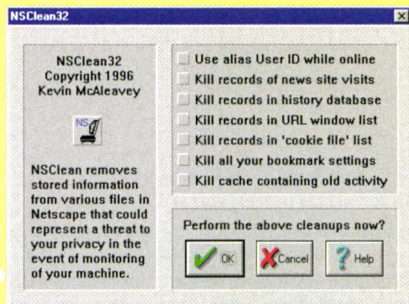 NSClean32
NSClean32
Copyright 1996
Kevin McAleavey
NS
NSClean removes
stored information
from various files in
Netscape that could
represent a threat to
your privacy in the
event of monitoring
of your machine.
Use alias User ID while online
Kill records of news site visits
Kill records in history database
Kill records in URL window list
Kill records in 'cookie file' list
Kill all your bookmark settings
Kill cache containing old activity
Perform the above cleanups now?
OK
Cancel
? Help